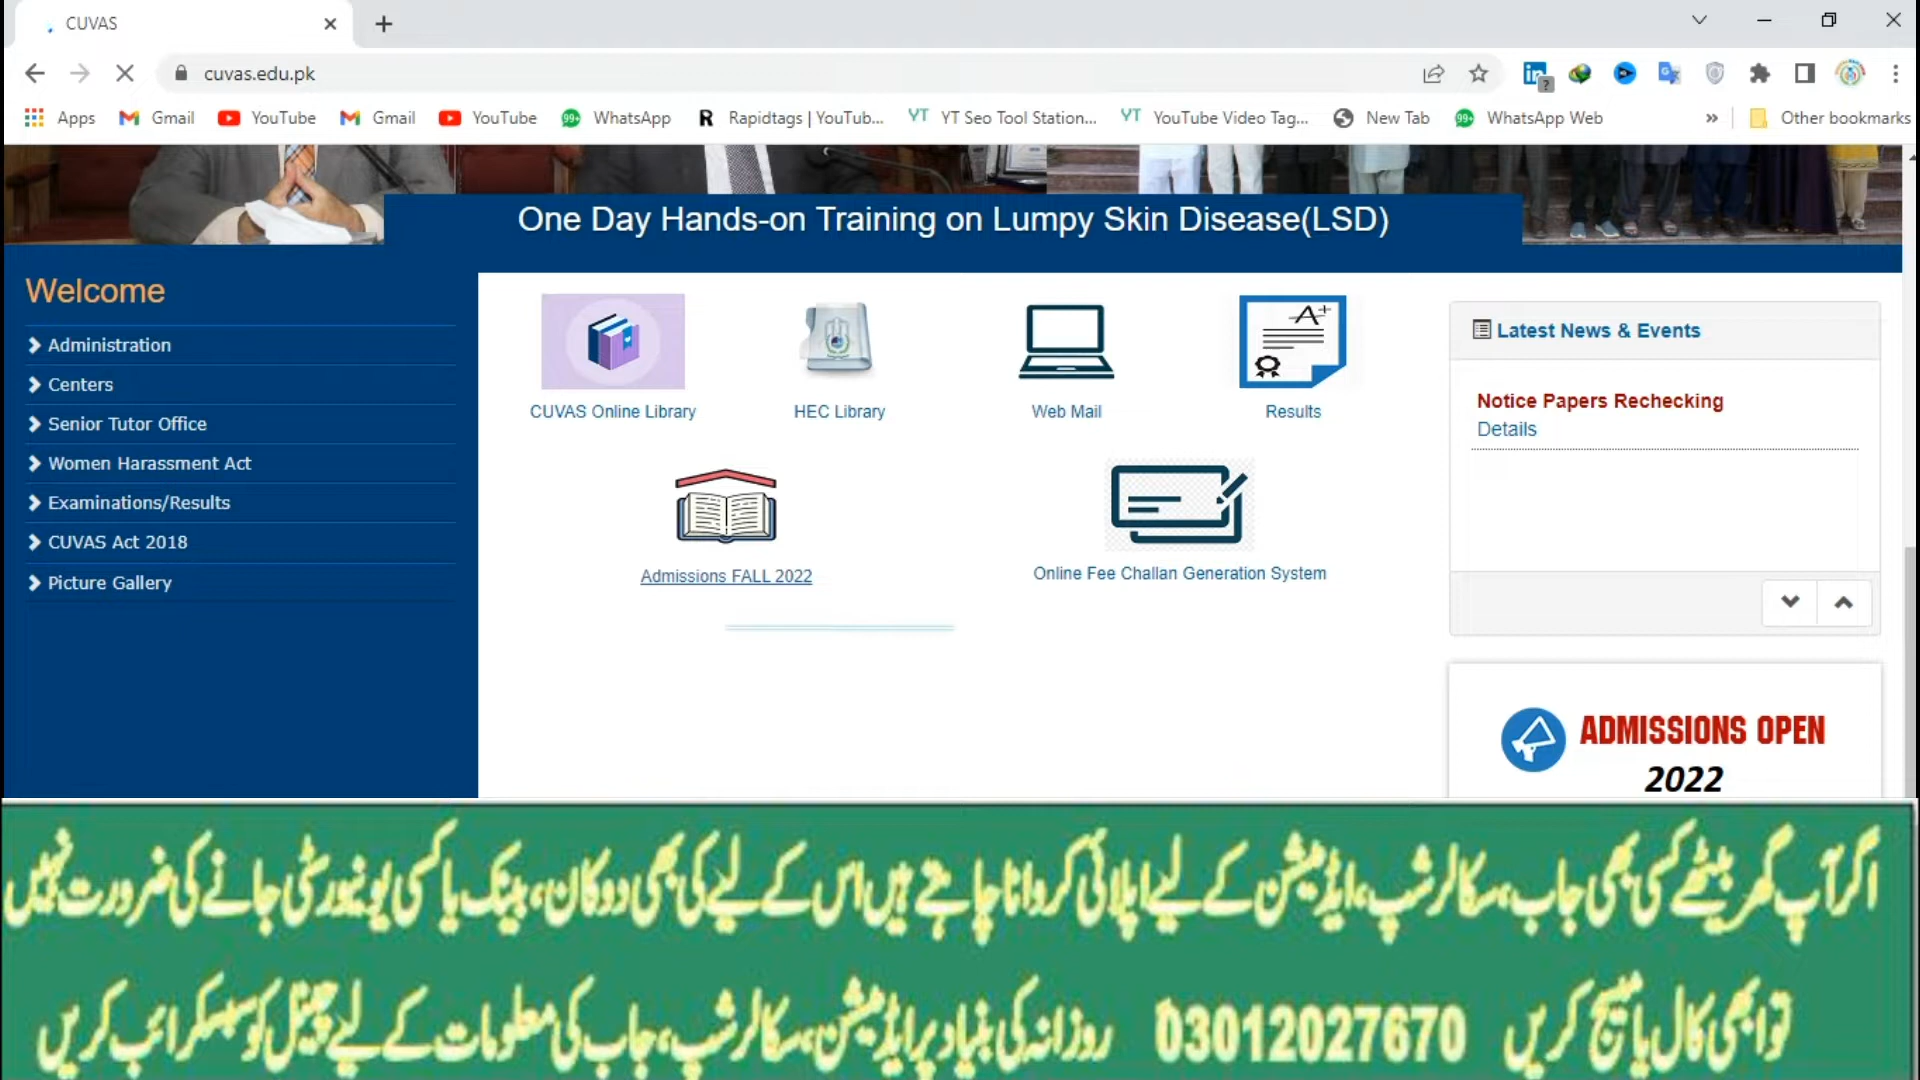 CUVAS
cuvas.edu.pk
Apps Gmail YouTube Gmail YouTube WhatsApp Rapidtags | YouTub... YT Seo Tool Station... YouTube Video Tag... New Tab WhatsApp Web » Other bookmarks
One Day Hands-on Training on Lumpy Skin Disease(LSD)
Welcome
Administration
Centers
Senior Tutor Office
Women Harassment Act
Examinations/Results
CUVAS Act 2018
Picture Gallery
CUVAS Online Library
HEC Library
Web Mail
A+
Results
Admissions FALL 2022
Online Fee Challan Generation System
Latest News & Events
Notice Papers Rechecking
Details
ADMISSIONS OPEN
2022
اگر آپ گھر بیٹھے کسی بھی جاب، سکالرشپ، ایڈمیشن کے لیے اپلائی کروانا چاہتے ہیں اس کے لیے کی بھی دوکان، بینک یا کسی یونیورسٹی جانے کی ضرورت نہیں
تو ابھی کال یا میسج کریں 03012027670 روزانہ کی بنیاد پر ایڈمیشن، سکالرشپ، جاب کی معلومات کے لیے چینل کو سبسکرائب کریں